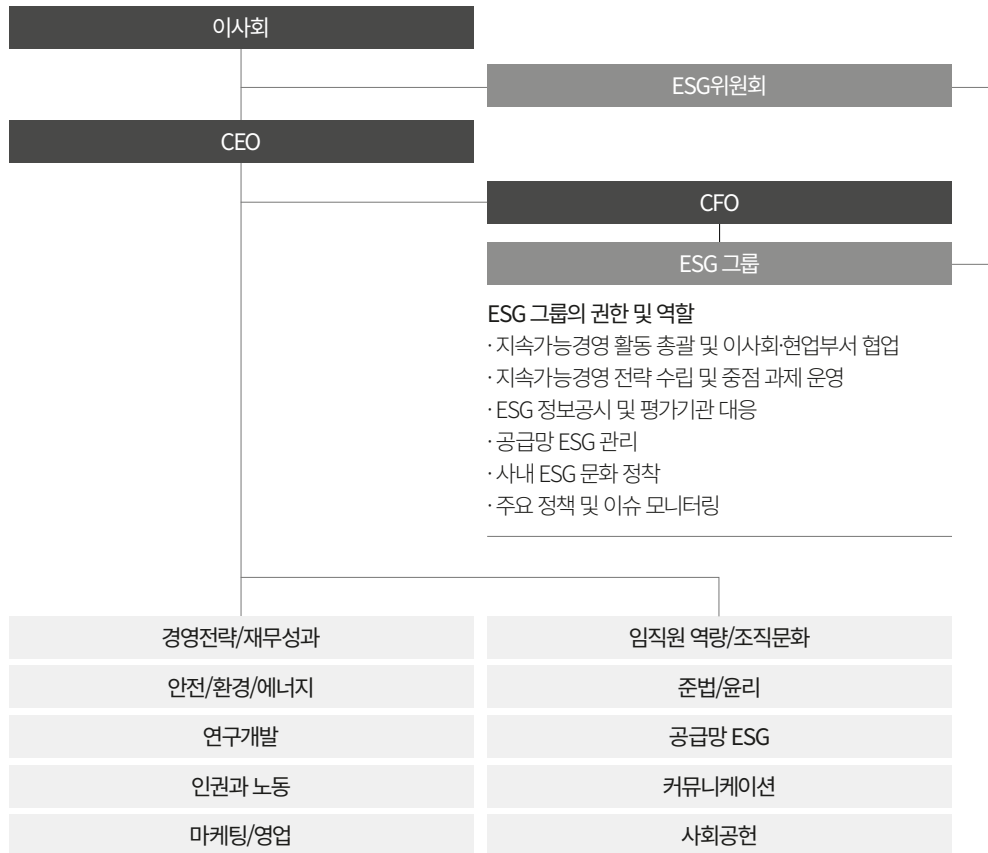 이사회
ESG위원회
CEO
CFO
ESG 그룹
ESG 그룹의 권한 및 역할
· 지속가능경영 활동 총괄 및 이사회·현업부서 협업
· 지속가능경영 전략 수립 및 중점 과제 운영
· ESG 정보공시 및 평가기관 대응
· 공급망 ESG 관리
· 사내 ESG 문화 정착
· 주요 정책 및 이슈 모니터링
경영전략/재무성과
임직원 역량/조직문화
안전/환경/에너지
준법/윤리
연구개발
공급망 ESG
인권과 노동
커뮤니케이션
마케팅/영업
사회공헌